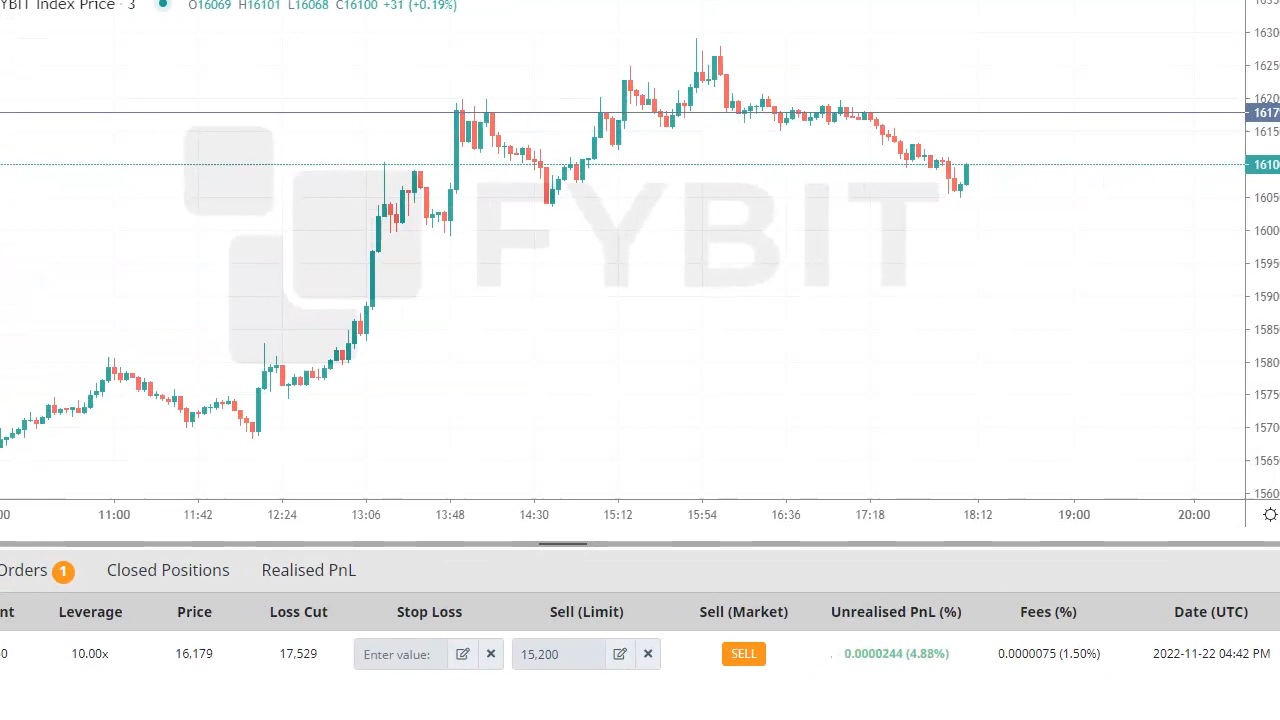 YBIT Index Price · 3 O16069 H16101 L16068 C16100 +31 (+0.19%)
1635
1630
1625
1620
1617
1615
1610
1605
1600
1595
1590
1585
1580
1575
1570
1565
1560
FYBIT
00 11:00 11:42 12:24 13:06 13:48 14:30 15:12 15:54 16:36 17:18 18:12 19:00 20:00
Orders 1 Closed Positions Realised PnL
nt Leverage Price Loss Cut Stop Loss Sell (Limit) Sell (Market) Unrealised PnL (%) Fees (%) Date (UTC)
0 10.00x 16,179 17,529 Enter value: 15,200 SELL 0.0000244 (4.88%) 0.0000075 (1.50%) 2022-11-22 04:42 PM